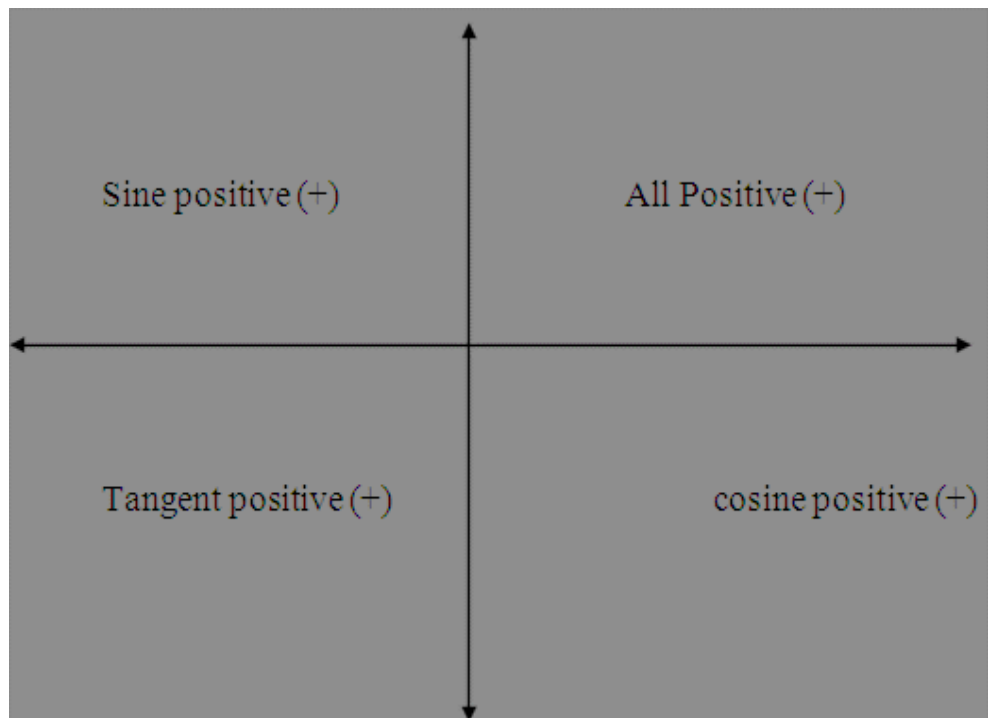 Sine positive (+)
All Positive (+)
Tangent positive (+)
cosine positive (+)